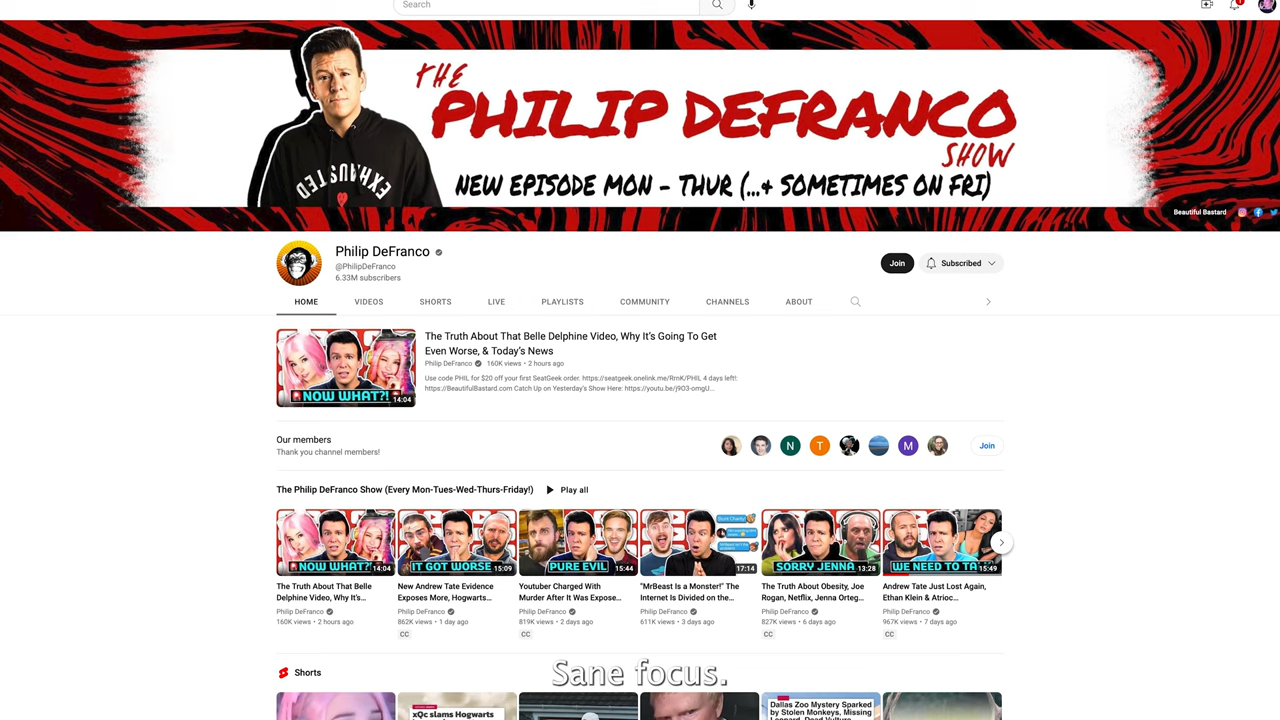 Search
THE
PHILIP DEFRANCO
SHOW
NEW EPISODE MON - THUR (...+ SOMETIMES ON FRI)
EXHAUSTED
Beautiful Bastard
Philip DeFranco
@PhilipDeFranco
6.33M subscribers
Join
Subscribed
HOME
VIDEOS
SHORTS
LIVE
PLAYLISTS
COMMUNITY
CHANNELS
ABOUT
NOW WHAT?!
14:04
The Truth About That Belle Delphine Video, Why It's Going To Get
Even Worse, & Today's News
Philip DeFranco 160K views • 2 hours ago
Use code PHIL for $20 off your first SeatGeek order. https://seatgeek.onelink.me/RrnK/PHIL 4 days left!:
https://BeautifulBastard.com Catch Up on Yesterday's Show Here: https://youtu.be/j9O3-omgU...
Our members
Thank you channel members!
N
T
M
Join
The Philip DeFranco Show (Every Mon-Tues-Wed-Thurs-Friday!)
Play all
NOW WHAT?!
14:04
IT GOT WORSE
15:09
PURE EVIL
15:44
17:14
SORRY JENNA
13:28
WE NEED TO TA
15:49
The Truth About That Belle
Delphine Video, Why It's...
Philip DeFranco
160K views • 2 hours ago
New Andrew Tate Evidence
Exposes More, Hogwarts...
Philip DeFranco
862K views • 1 day ago
CC
Youtuber Charged With
Murder After It Was Expose...
Philip DeFranco
819K views • 2 days ago
CC
"MrBeast Is a Monster!" The
Internet Is Divided on the...
Philip DeFranco
611K views • 3 days ago
The Truth About Obesity, Joe
Rogan, Netflix, Jenna Orteg...
Philip DeFranco
827K views • 6 days ago
CC
Andrew Tate Just Lost Again,
Ethan Klein & Atrioc...
Philip DeFranco
967K views • 7 days ago
CC
Shorts
Sane focus.
xQc slams Hogwarts
Dallas Zoo Mystery Sparked
by Stolen Monkeys, Missing
Leopard, Dead Vulture